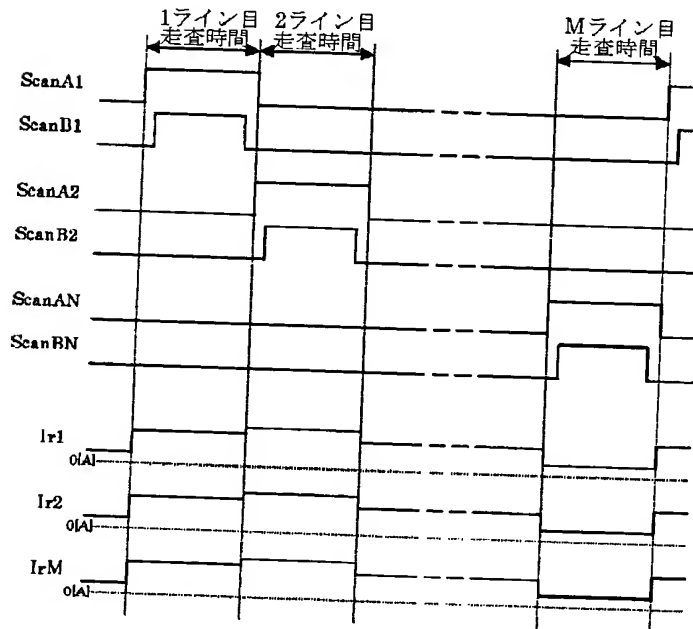 1ライン目
走査時間
2ライン目
走査時間
Mライン目
走査時間
ScanA1
ScanB1
ScanA2
ScanB2
ScanAN
ScanBN
Ir1
0[A]
Ir2
0[A]
IrM
0[A]